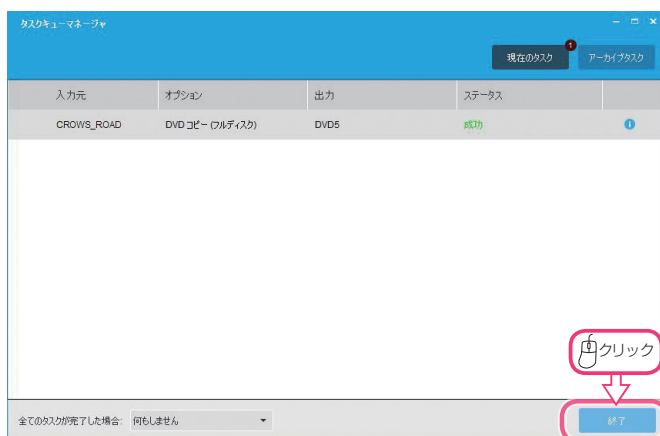 タスクキューマネージャ
現在のタスク 1 アーカイブタスク
入力元 オプション 出力 ステータス
CROWS_ROAD DVD コピー (フルディスク) DVD5 成功
クリック
全てのタスクが完了した場合: 何もしません 終了